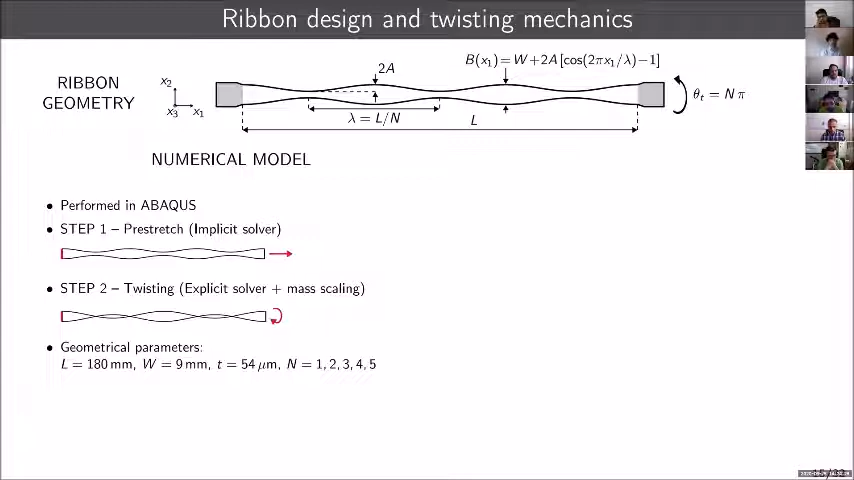 Ribbon design and twisting mechanics
RIBBON
GEOMETRY
x₂
x₃
x₁
2A
B(x₁)=W+2A[cos(2πx₁/λ)−1]
θₜ = Nπ
λ = L/N
L
NUMERICAL MODEL
• Performed in ABAQUS
• STEP 1 – Prestretch (Implicit solver)
• STEP 2 – Twisting (Explicit solver + mass scaling)
• Geometrical parameters:
L = 180 mm, W = 9 mm, t = 54 μm, N = 1, 2, 3, 4, 5